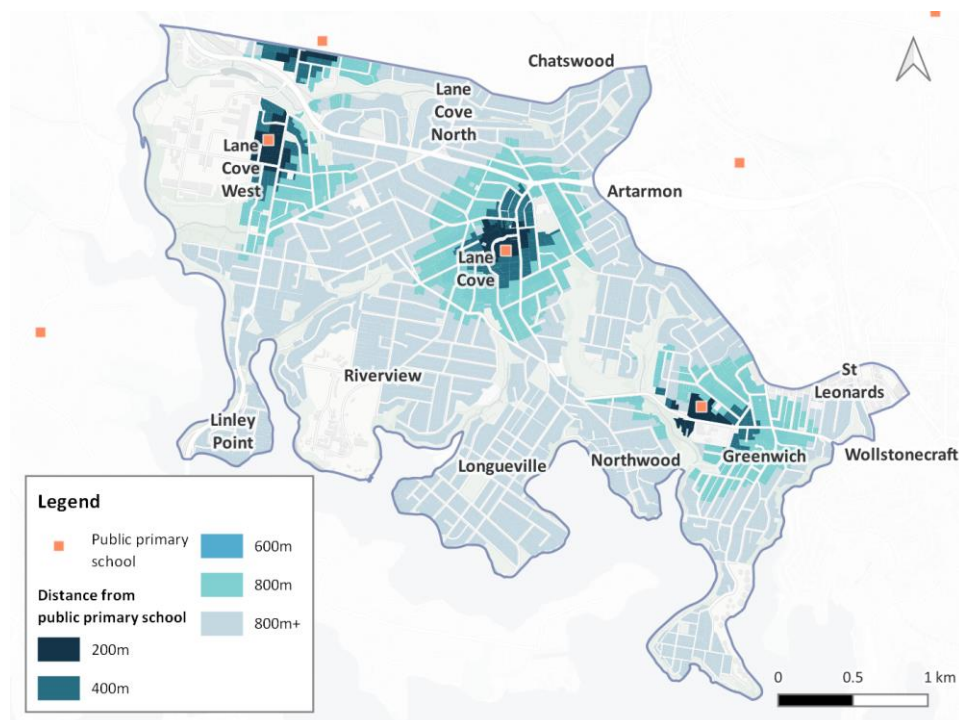 Chatswood
Lane
Cove
North
Lane
Cove
West
Artarmon
Lane
Cove
St
Leonards
Riverview
Linley
Point
Longueville
Northwood
Greenwich
Wollstonecraft
Legend
Public primary
school
Distance from
public primary school
200m
400m
600m
800m
800m+
0 0.5 1 km